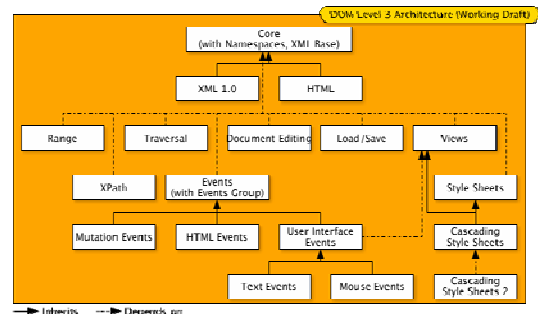 DOM Level 3 Architecture (Working Draft)
Core
(with Namespaces, XML Base)
XML 1.0
HTML
Range
Traversal
Document Editing
Load/Save
Views
XPath
Events
(with Events Group)
Style Sheets
Mutation Events
HTML Events
User Interface
Events
Cascading
Style Sheets
Text Events
Mouse Events
Cascading
Style Sheets 2
Inherits
Depends on